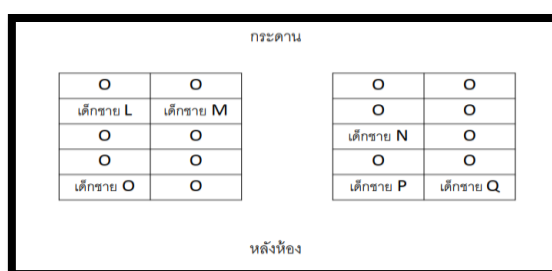 กระดาน
O O O O
เด็กชาย L เด็กชาย M O O
O O เด็กชาย N O
O O O O
เด็กชาย O O เด็กชาย P เด็กชาย Q
หลังห้อง